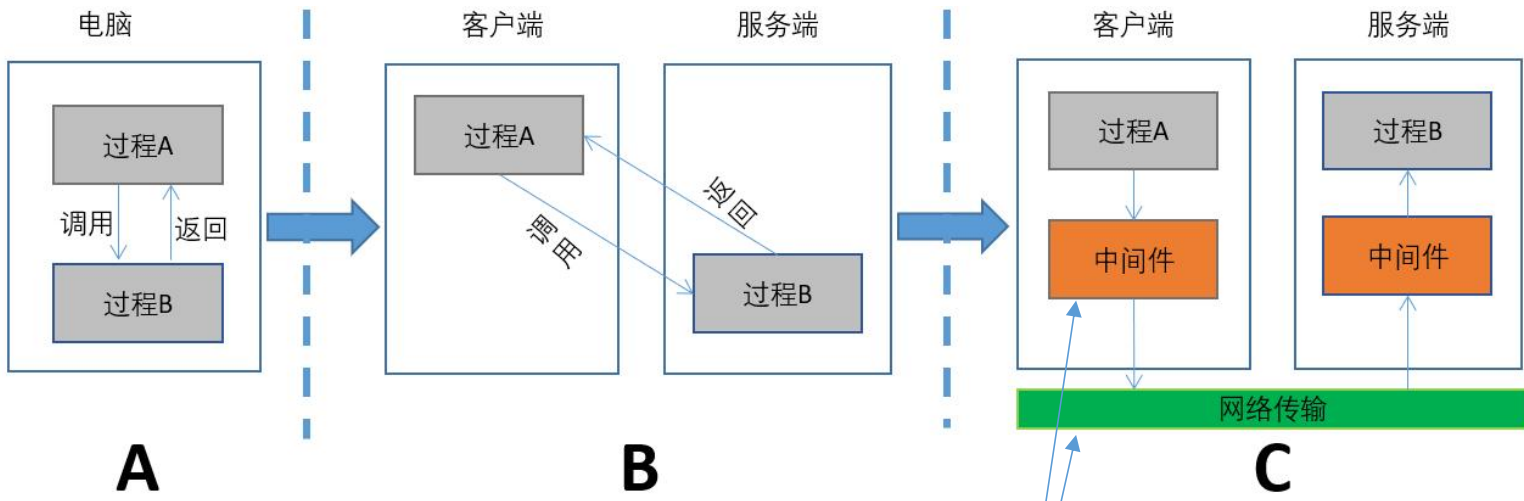 电脑
客户端
服务端
客户端
服务端
过程A
调用
返回
过程B
过程A
返回
调用
过程B
过程A
中间件
过程B
中间件
网络传输
A
B
C